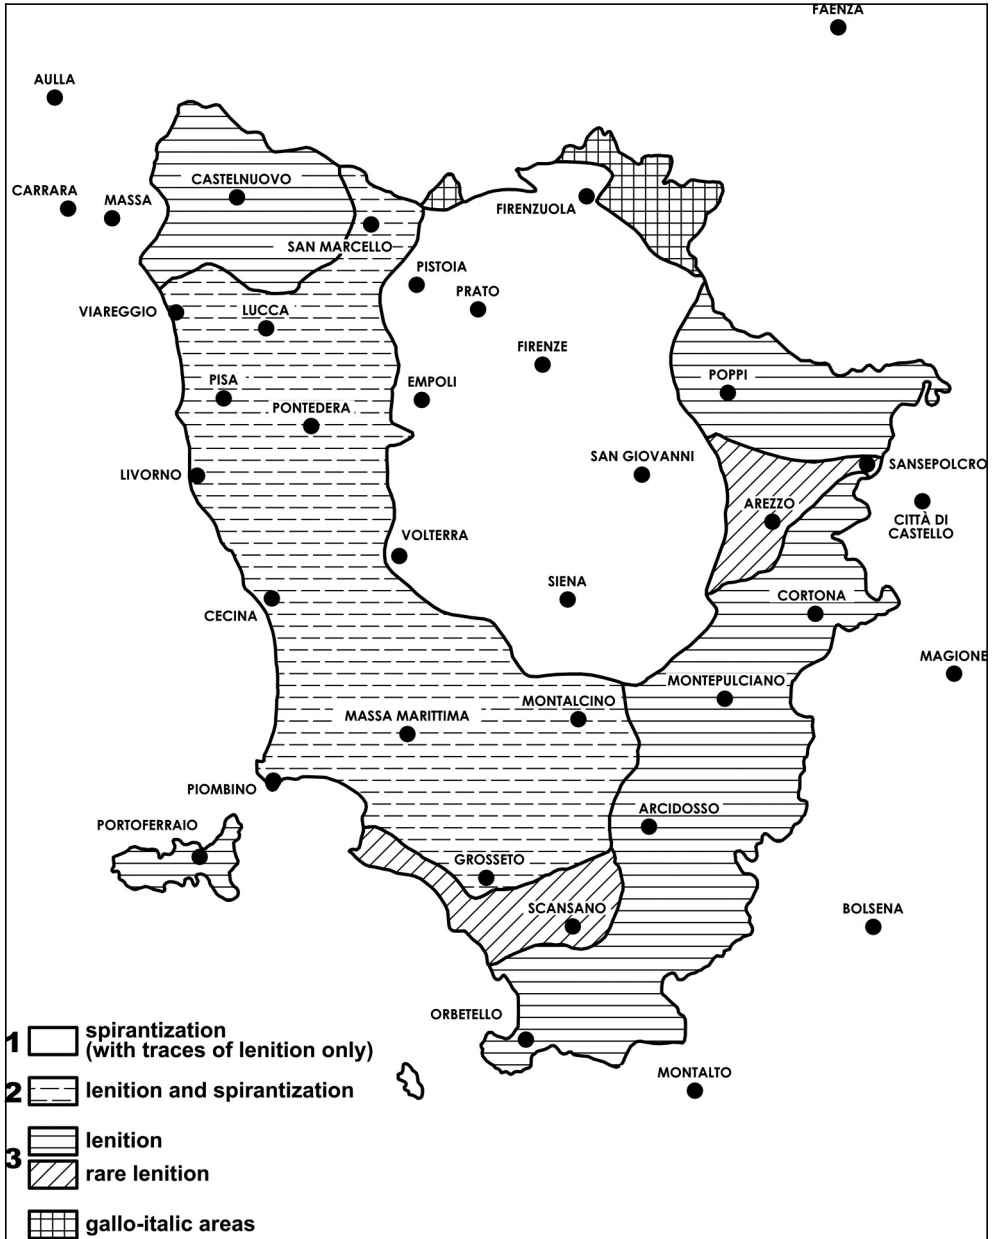 FAENZA
AULLA
CASTELNUOVO
CARRARA
MASSA
FIRENZUOLA
SAN MARCELLO
PISTOIA
PRATO
VIAREGGIO
LUCCA
FIRENZE
PISA
EMPOLI
POPPI
PONTEDERA
SAN GIOVANNI
LIVORNO
SANSEPOLCRO
AREZZO
CITTÀ DI
CASTELLO
VOLTERRA
SIENA
CORTONA
CECINA
MAGIONE
MONTEPULCIANO
MONTALCINO
MASSA MARITTIMA
PIOMBINO
ARCIDOSSO
PORTOFERRAIO
GROSSETO
SCANSANO
BOLSENA
ORBETELLO
MONTALTO
1 spirantization
(with traces of lenition only)
2 lenition and spirantization
3 lenition
rare lenition
gallo-italic areas